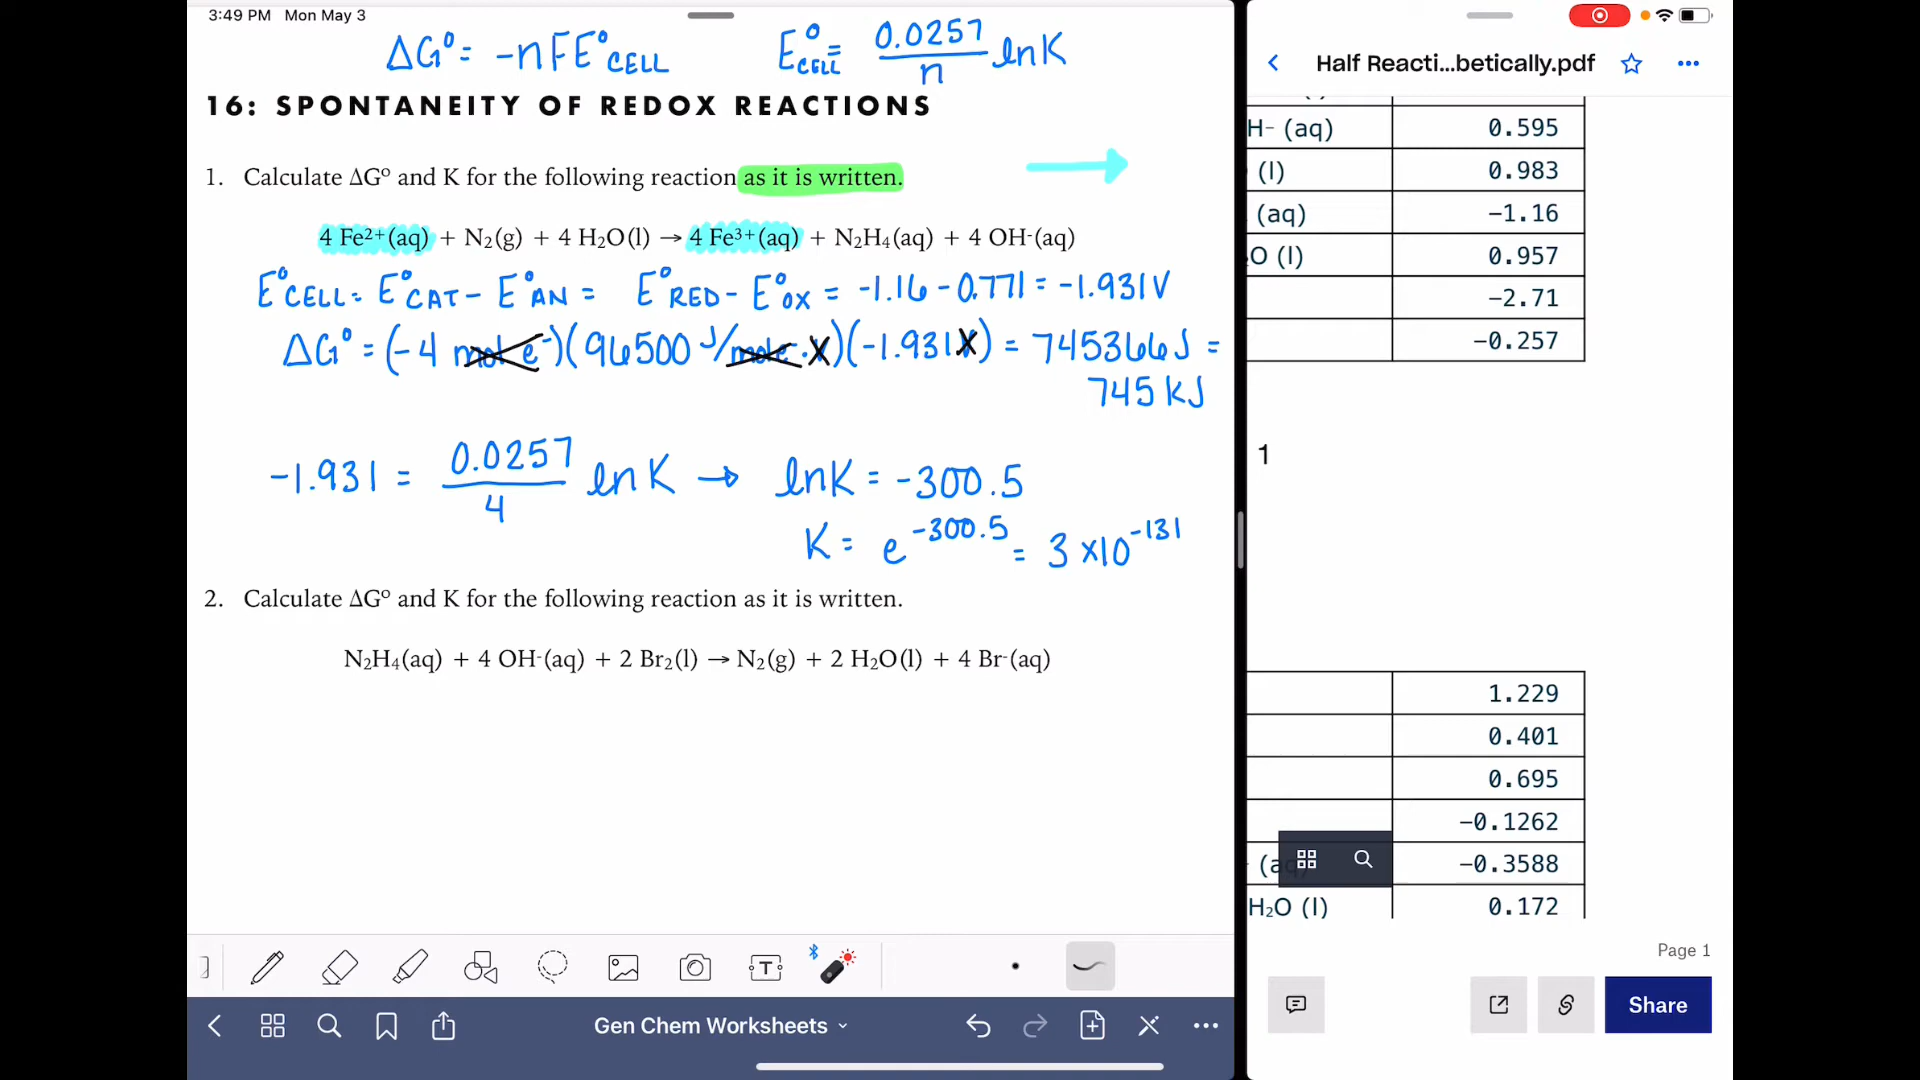 3:49 PM Mon May 3
ΔG° = -nFE°CELL E°CELL = 0.0257/n lnK
16: SPONTANEITY OF REDOX REACTIONS
1. Calculate ΔG° and K for the following reaction as it is written.
4 Fe²⁺(aq) + N₂(g) + 4 H₂O(l) → 4 Fe³⁺(aq) + N₂H₄(aq) + 4 OH⁻(aq)
E°CELL = E°CAT - E°AN = E°RED - E°OX = -1.16 - 0.771 = -1.931V
ΔG° = (-4 mol e⁻)(96500 J/mole⁻·V)(-1.931V) = 745366J =
745 KJ
-1.931 = 0.0257/4 lnK → lnK = -300.5
K = e^-300.5 = 3 ×10^-131
2. Calculate ΔG° and K for the following reaction as it is written.
N₂H₄(aq) + 4 OH⁻(aq) + 2 Br₂(l) → N₂(g) + 2 H₂O(l) + 4 Br⁻(aq)
Gen Chem Worksheets
Half Reacti...betically.pdf
H⁻ (aq) 0.595
(l) 0.983
(aq) −1.16
O (l) 0.957
−2.71
−0.257
1
1.229
0.401
0.695
−0.1262
(a −0.3588
H₂O (l) 0.172
Page 1
Share